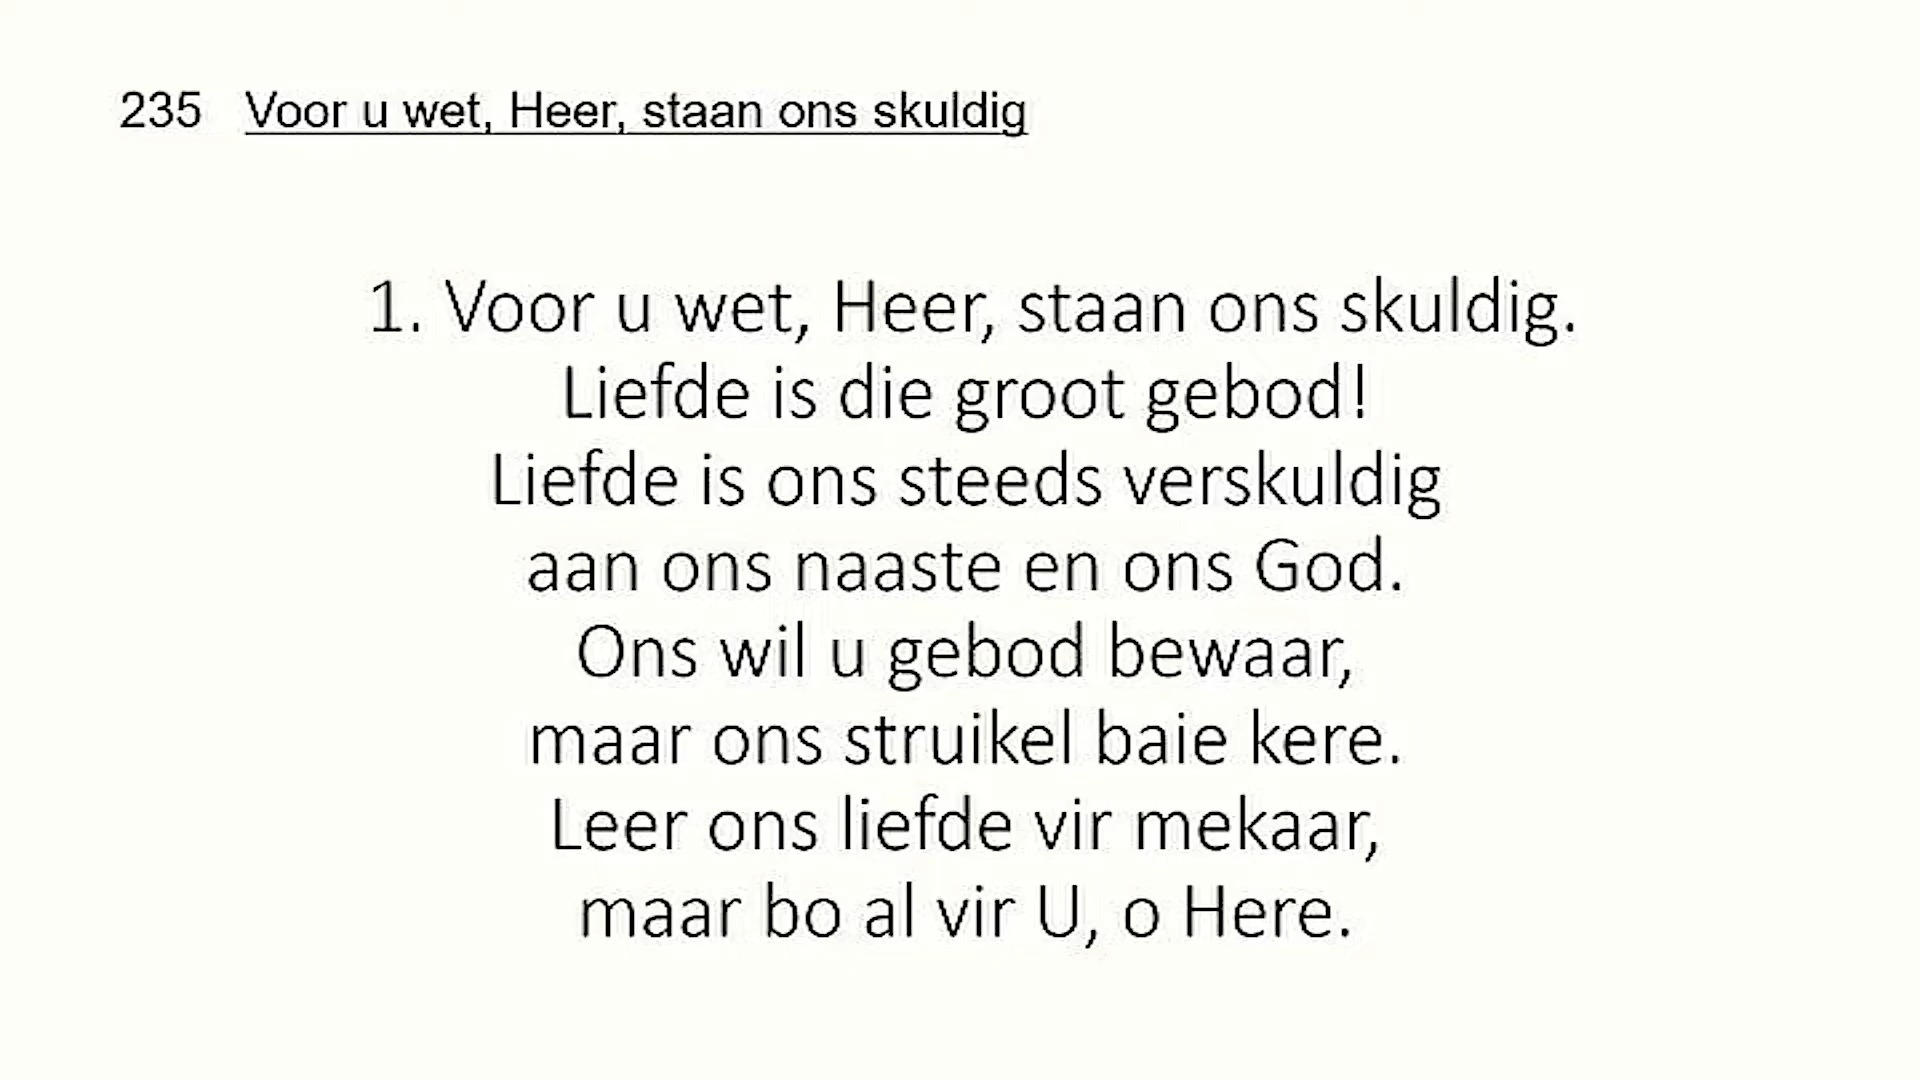 235 Voor u wet, Heer, staan ons skuldig
1. Voor u wet, Heer, staan ons skuldig.
Liefde is die groot gebod!
Liefde is ons steeds verskuldig
aan ons naaste en ons God.
Ons wil u gebod bewaar,
maar ons struikel baie kere.
Leer ons liefde vir mekaar,
maar bo al vir U, o Here.